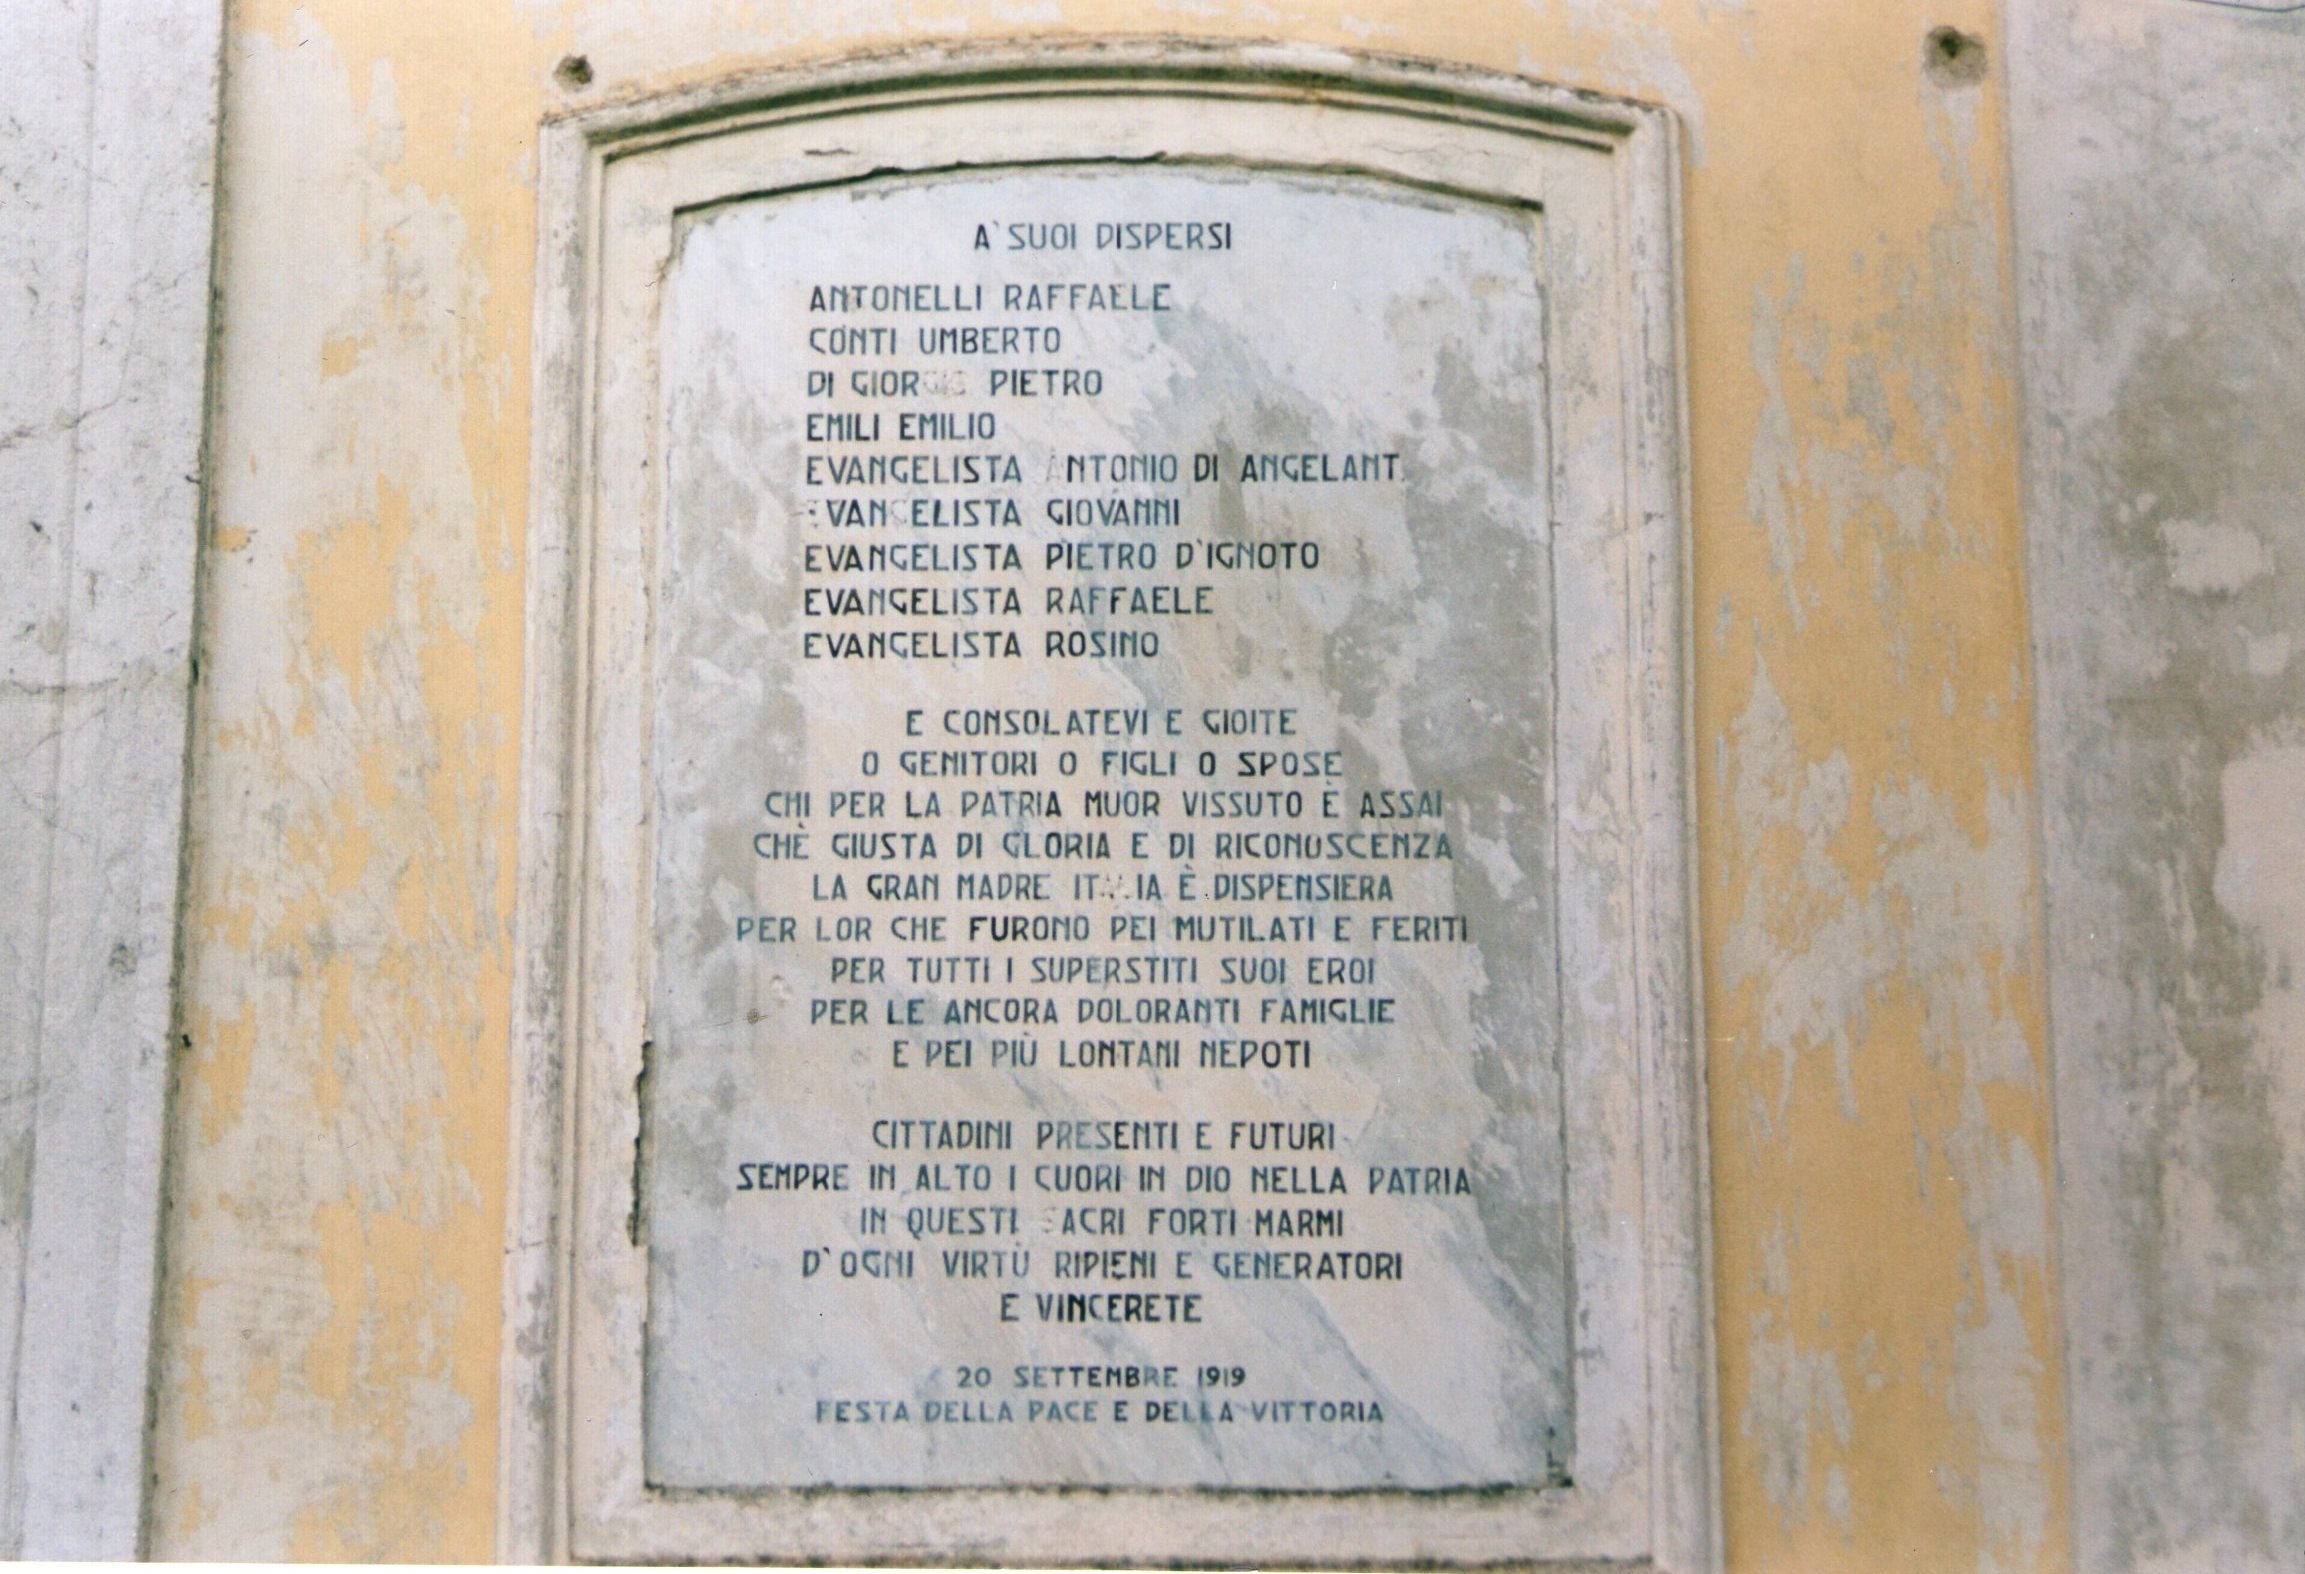 A' SUOI DISPERSI
ANTONELLI RAFFAELE
CONTI UMBERTO
DI GIORGIO PIETRO
EMILI EMILIO
EVANGELISTA ANTONIO DI ANGELANT.
EVANGELISTA GIOVANNI
EVANGELISTA PIETRO D'IGNOTO
EVANGELISTA RAFFAELE
EVANGELISTA ROSINO
E CONSOLATEVI E GIOITE
O GENITORI O FIGLI O SPOSE
CHI PER LA PATRIA MUOR VISSUTO È ASSAI
CHÈ GIUSTA DI GLORIA E DI RICONOSCENZA
LA GRAN MADRE ITALIA È DISPENSIERA
PER LOR CHE FURONO PEI MUTILATI E FERITI
PER TUTTI I SUPERSTITI SUOI EROI
PER LE ANCORA DOLORANTI FAMIGLIE
E PEI PIÙ LONTANI NEPOTI
CITTADINI PRESENTI E FUTURI
SEMPRE IN ALTO I CUORI IN DIO NELLA PATRIA
IN QUESTI SACRI FORTI MARMI
D'OGNI VIRTÙ RIPIENI E GENERATORI
E VINCERETE
20 SETTEMBRE 1919
FESTA DELLA PACE E DELLA VITTORIA